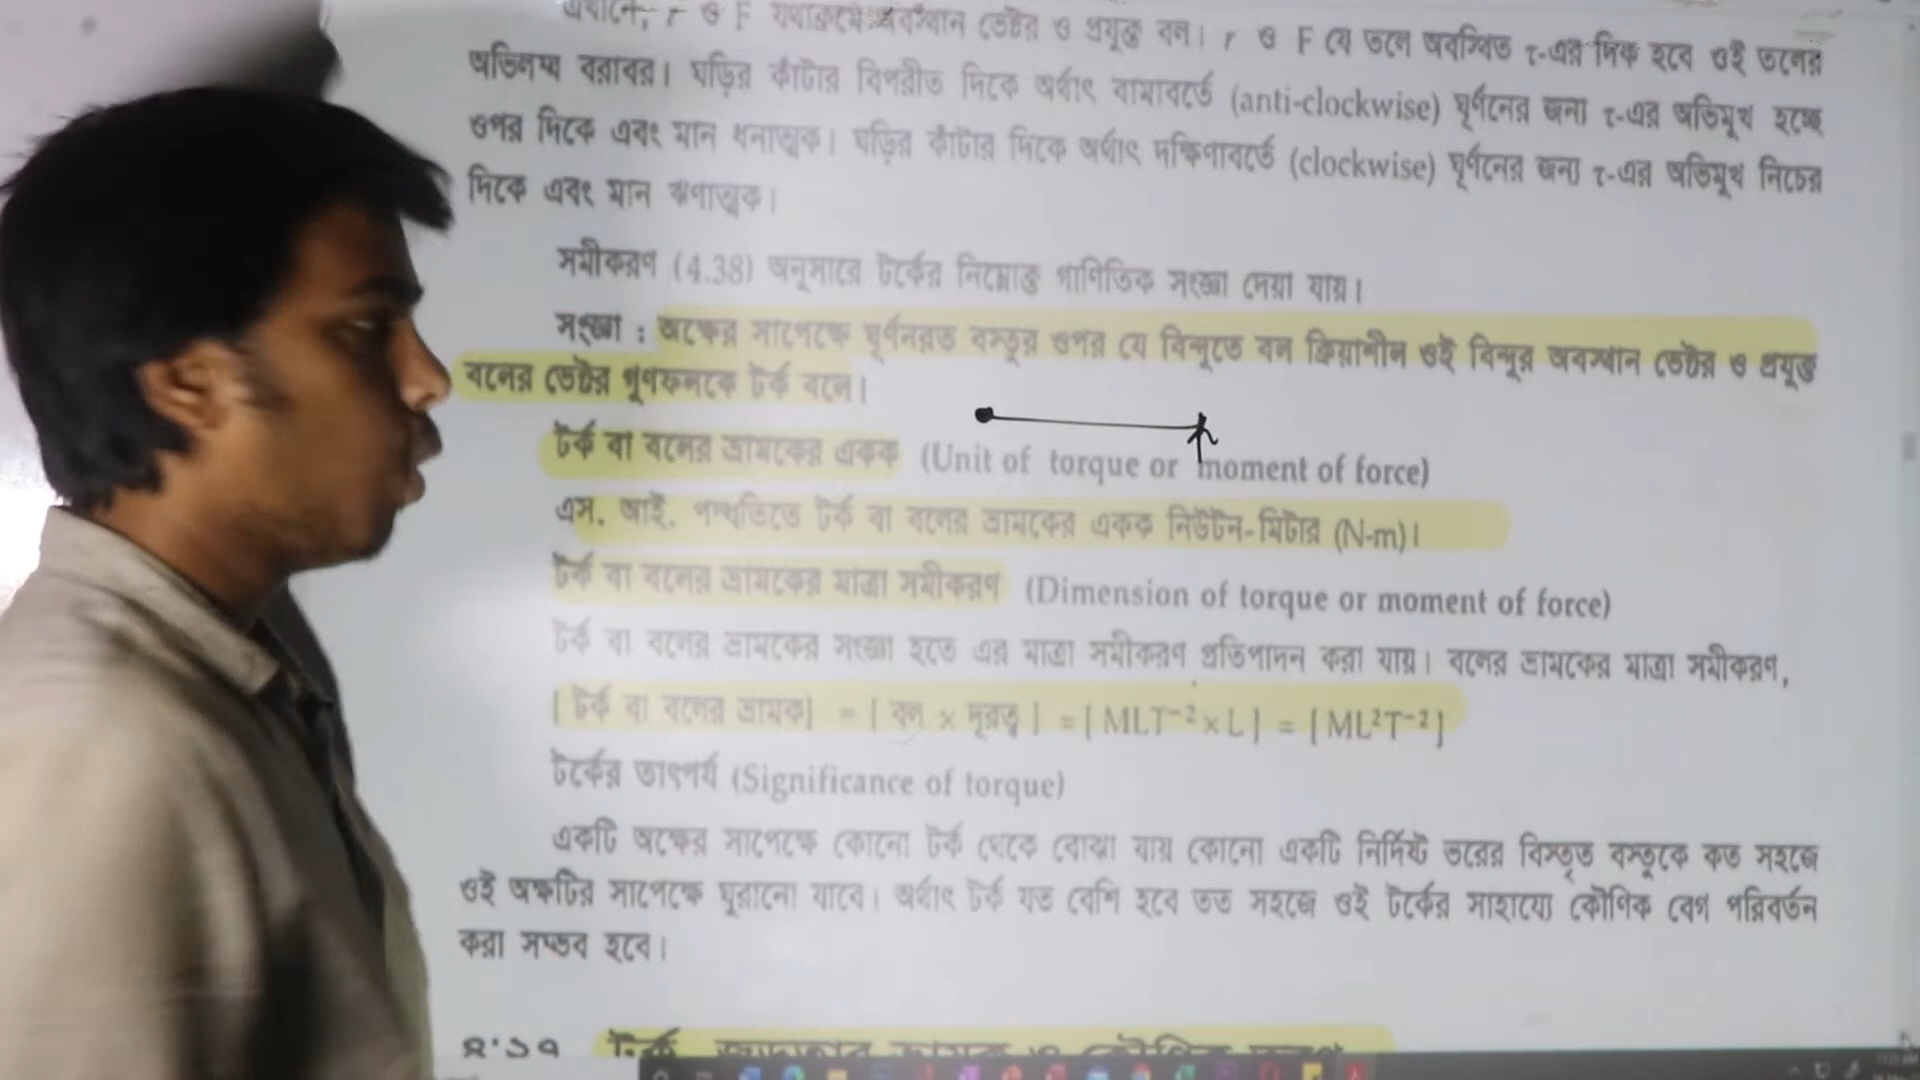 এখানে, r ও F যথাক্রমে অবস্থান ভেক্টর ও প্রযুক্ত বল। r ও F যে তলে অবস্থিত τ-এর দিক হবে ওই তলের
অভিলম্ব বরাবর। ঘড়ির কাঁটার বিপরীত দিকে অর্থাৎ বামাবর্তে (anti-clockwise) ঘূর্ণনের জন্য τ-এর অভিমুখ হচ্ছে
ওপর দিকে এবং মান ধনাত্মক। ঘড়ির কাঁটার দিকে অর্থাৎ দক্ষিণাবর্তে (clockwise) ঘূর্ণনের জন্য τ-এর অভিমুখ নিচের
দিকে এবং মান ঋণাত্মক।
সমীকরণ (4.38) অনুসারে টর্কের নিম্নোক্ত গাণিতিক সংজ্ঞা দেয়া যায়।
সংজ্ঞা : অক্ষের সাপেক্ষে ঘূর্ণনরত বস্তুর ওপর যে বিন্দুতে বল ক্রিয়াশীল ওই বিন্দুর অবস্থান ভেক্টর ও প্রযুক্ত
বলের ভেক্টর গুণফলকে টর্ক বলে।
টর্ক বা বলের ভ্রামকের একক (Unit of torque or moment of force)
এস. আই. পদ্ধতিতে টর্ক বা বলের ভ্রামকের একক নিউটন-মিটার (N-m)।
টর্ক বা বলের ভ্রামকের মাত্রা সমীকরণ (Dimension of torque or moment of force)
টর্ক বা বলের ভ্রামকের সংজ্ঞা হতে এর মাত্রা সমীকরণ প্রতিপাদন করা যায়। বলের ভ্রামকের মাত্রা সমীকরণ,
[ টর্ক বা বলের ভ্রামক] = [ বল × দূরত্ব ] = [ MLT⁻² × L ] = [ ML²T⁻² ]
টর্কের তাৎপর্য (Significance of torque)
একটি অক্ষের সাপেক্ষে কোনো টর্ক থেকে বোঝা যায় কোনো একটি নির্দিষ্ট ভরের বিস্তৃত বস্তুকে কত সহজে
ওই অক্ষটির সাপেক্ষে ঘুরানো যাবে। অর্থাৎ টর্ক যত বেশি হবে তত সহজে ওই টর্কের সাহায্যে কৌণিক বেগ পরিবর্তন
করা সম্ভব হবে।
৪'১৭ টর্ক, জড়তার ভ্রামক ও কৌণিক ত্বরণ